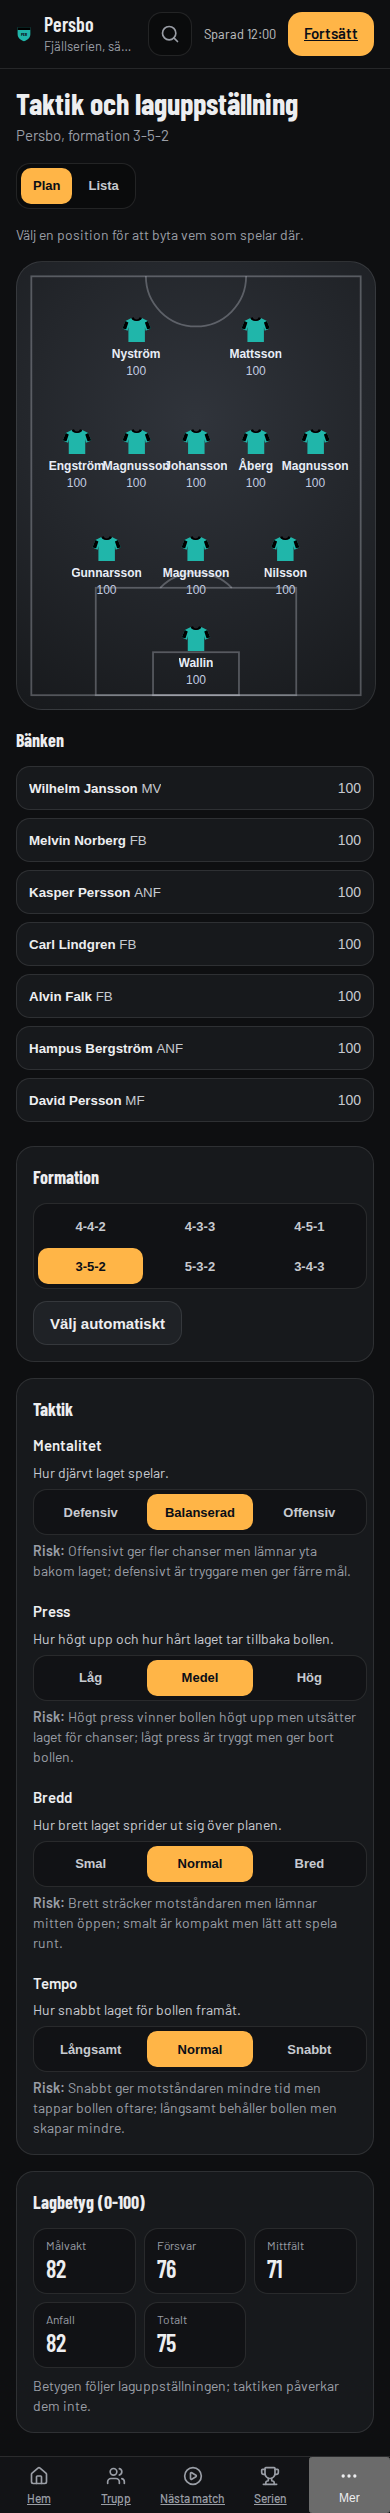 Persbo
Fjällserien, sä...
Sparad 12:00
Fortsätt
Taktik och laguppställning
Persbo, formation 3-5-2
Plan
Lista
Välj en position för att byta vem som spelar där.
Nyström
Mattsson
100
100
Engström
Magnusson
Johansson
Åberg
Magnusson
100
100
100
100
100
Gunnarsson
Magnusson
Nilsson
100
100
100
Wallin
100
Bänken
Wilhelm Jansson MV 100
Melvin Norberg FB 100
Kasper Persson ANF 100
Carl Lindgren FB 100
Alvin Falk FB 100
Hampus Bergström ANF 100
David Persson MF 100
Formation
4-4-2 4-3-3 4-5-1
3-5-2 5-3-2 3-4-3
Välj automatiskt
Taktik
Mentalitet
Hur djärvt laget spelar.
Defensiv Balanserad Offensiv
Risk: Offensivt ger fler chanser men lämnar yta
bakom laget; defensivt är tryggare men ger färre mål.
Press
Hur högt upp och hur hårt laget tar tillbaka bollen.
Låg Medel Hög
Risk: Högt press vinner bollen högt upp men utsätter
laget för chanser; lågt press är tryggt men ger bort
bollen.
Bredd
Hur brett laget sprider ut sig över planen.
Smal Normal Bred
Risk: Brett sträcker motståndaren men lämnar
mitten öppen; smalt är kompakt men lätt att spela
runt.
Tempo
Hur snabbt laget för bollen framåt.
Långsamt Normal Snabbt
Risk: Snabbt ger motståndaren mindre tid men
tappar bollen oftare; långsamt behåller bollen men
skapar mindre.
Lagbetyg (0-100)
Målvakt Försvar Mittfält
82 76 71
Anfall Totalt
82 75
Betygen följer laguppställningen; taktiken påverkar
dem inte.
Hem Trupp Nästa match Serien Mer